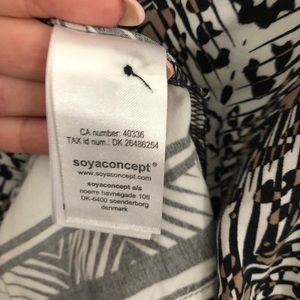 CA number: 40336
TAX id num.: DK 26486254
soyaconcept®
www.soyaconcept.com
soyaconcept a/s
noerre havnegade 106
DK-6400 soenderborg
denmark